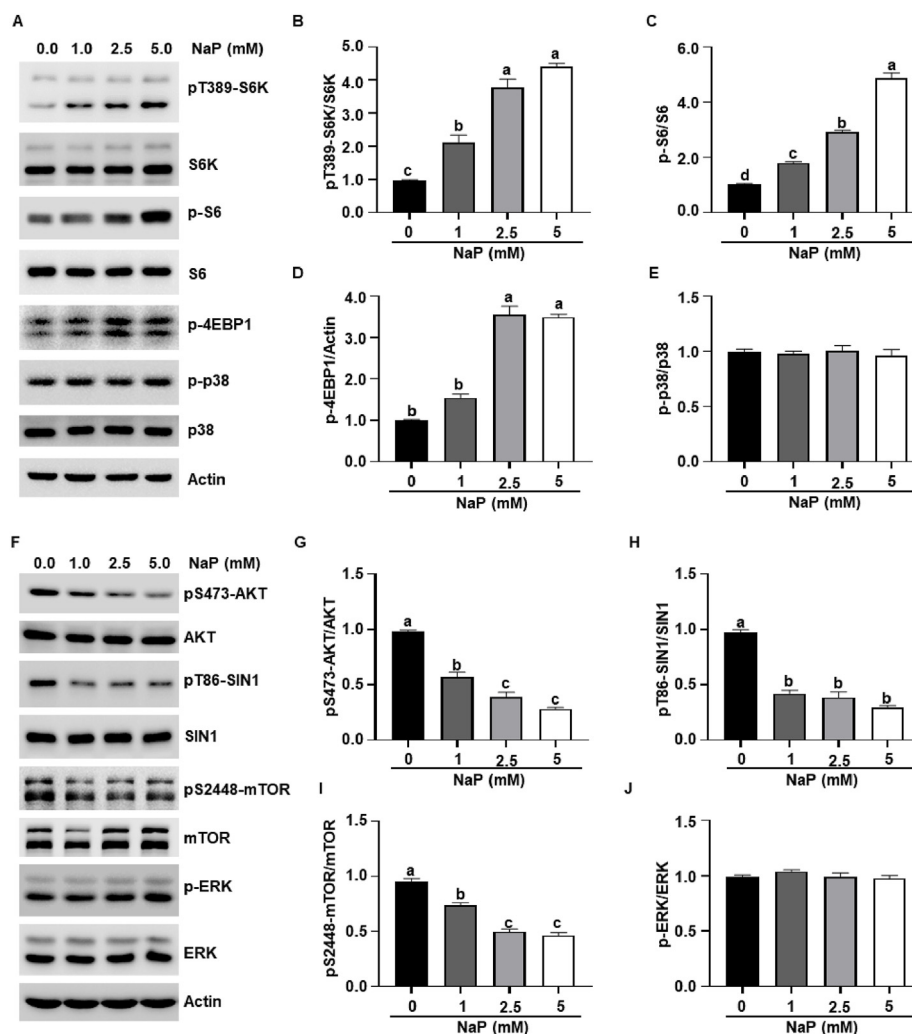 A
0.0 1.0 2.5 5.0 NaP (mM)
pT389-S6K
S6K
p-S6
S6
p-4EBP1
p-p38
p38
Actin
B
pT389-S6K/S6K
5.0
4.0
3.0
2.0
1.0
0.0
c b a a
0 1 2.5 5
NaP (mM)
C
p-S6/S6
6.0
4.0
2.0
0.0
d c b a
0 1 2.5 5
NaP (mM)
D
p-4EBP1/Actin
4.0
3.0
2.0
1.0
0.0
b b a a
0 1 2.5 5
NaP (mM)
E
p-p38/p38
1.5
1.0
0.5
0.0
0 1 2.5 5
NaP (mM)
F
0.0 1.0 2.5 5.0 NaP (mM)
pS473-AKT
AKT
pT86-SIN1
SIN1
pS2448-mTOR
mTOR
p-ERK
ERK
Actin
G
pS473-AKT/AKT
1.5
1.0
0.5
0.0
a b c c
0 1 2.5 5
NaP (mM)
H
pT86-SIN1/SIN1
1.5
1.0
0.5
0.0
a b b b
0 1 2.5 5
NaP (mM)
I
pS2448-mTOR/mTOR
1.5
1.0
0.5
0.0
a b c c
0 1 2.5 5
NaP (mM)
J
p-ERK/ERK
1.5
1.0
0.5
0.0
0 1 2.5 5
NaP (mM)